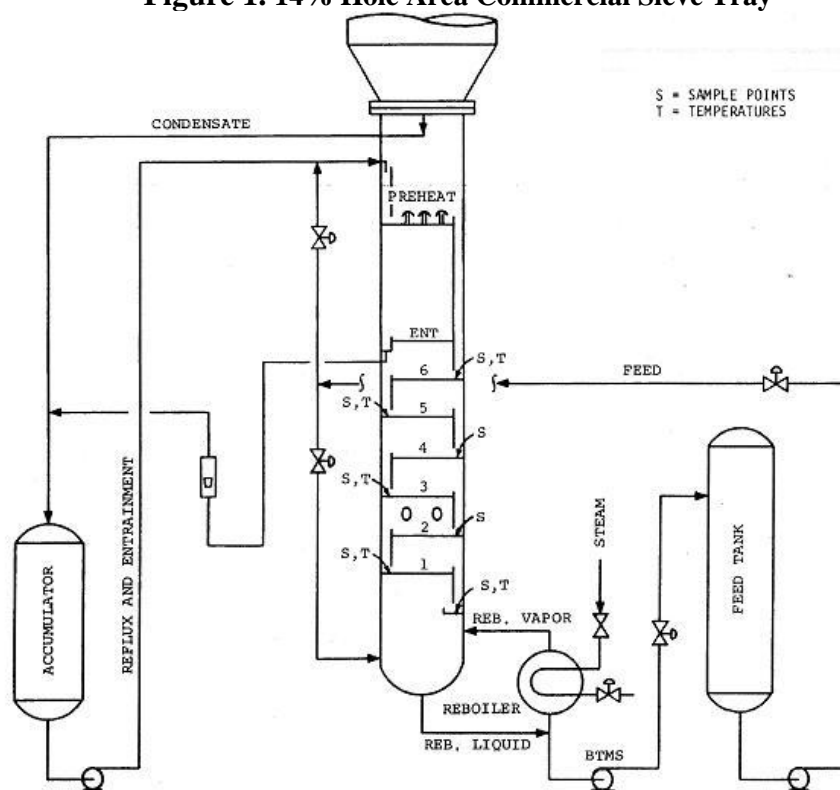 Figure 1. 14% Hole Area Commercial Sieve Tray
S = SAMPLE POINTS
T = TEMPERATURES
CONDENSATE
PREHEAT
ENT
S,T
6
FEED
S,T
5
S
4
S,T
3
S
2
S,T
1
S,T
REB. VAPOR
STEAM
FEED TANK
ACCUMULATOR
REFLUX AND ENTRAINMENT
REBOILER
REB. LIQUID
BTMS